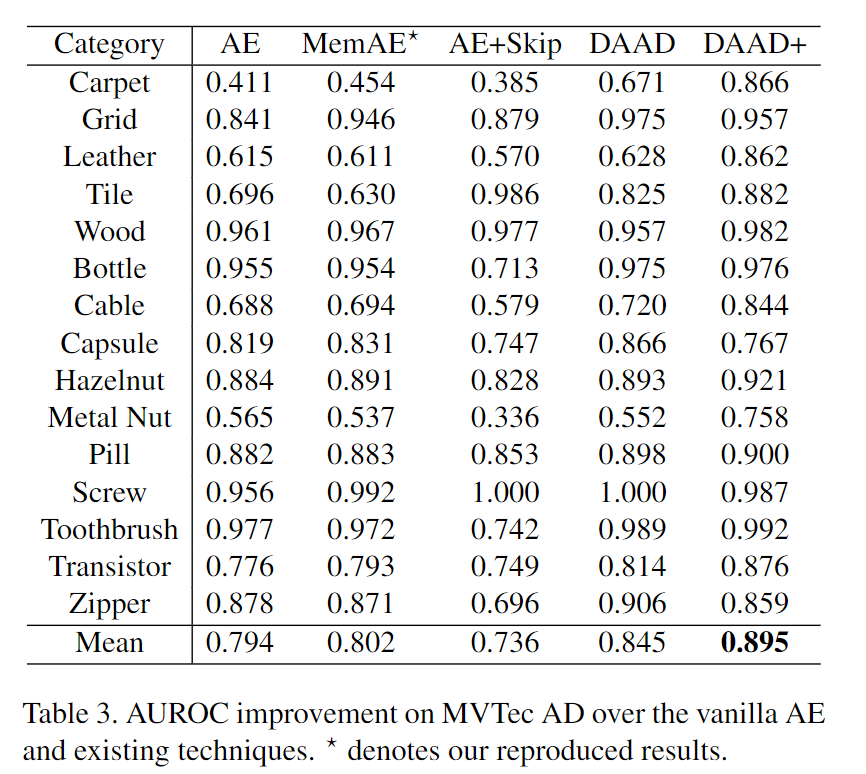 Category AE MemAE* AE+Skip DAAD DAAD+
Carpet 0.411 0.454 0.385 0.671 0.866
Grid 0.841 0.946 0.879 0.975 0.957
Leather 0.615 0.611 0.570 0.628 0.862
Tile 0.696 0.630 0.986 0.825 0.882
Wood 0.961 0.967 0.977 0.957 0.982
Bottle 0.955 0.954 0.713 0.975 0.976
Cable 0.688 0.694 0.579 0.720 0.844
Capsule 0.819 0.831 0.747 0.866 0.767
Hazelnut 0.884 0.891 0.828 0.893 0.921
Metal Nut 0.565 0.537 0.336 0.552 0.758
Pill 0.882 0.883 0.853 0.898 0.900
Screw 0.956 0.992 1.000 1.000 0.987
Toothbrush 0.977 0.972 0.742 0.989 0.992
Transistor 0.776 0.793 0.749 0.814 0.876
Zipper 0.878 0.871 0.696 0.906 0.859
Mean 0.794 0.802 0.736 0.845 0.895
Table 3. AUROC improvement on MVTec AD over the vanilla AE
and existing techniques. * denotes our reproduced results.